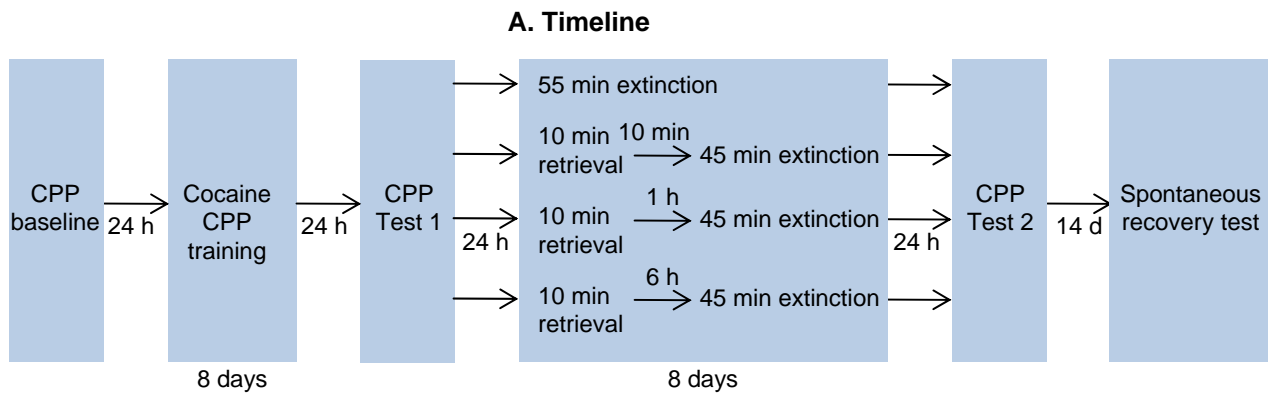 A. Timeline
CPP
baseline
24 h
Cocaine
CPP
training
8 days
24 h
CPP
Test 1
24 h
55 min extinction
10 min
retrieval
10 min
45 min extinction
10 min
retrieval
1 h
45 min extinction
10 min
retrieval
6 h
45 min extinction
8 days
24 h
CPP
Test 2
14 d
Spontaneous
recovery test